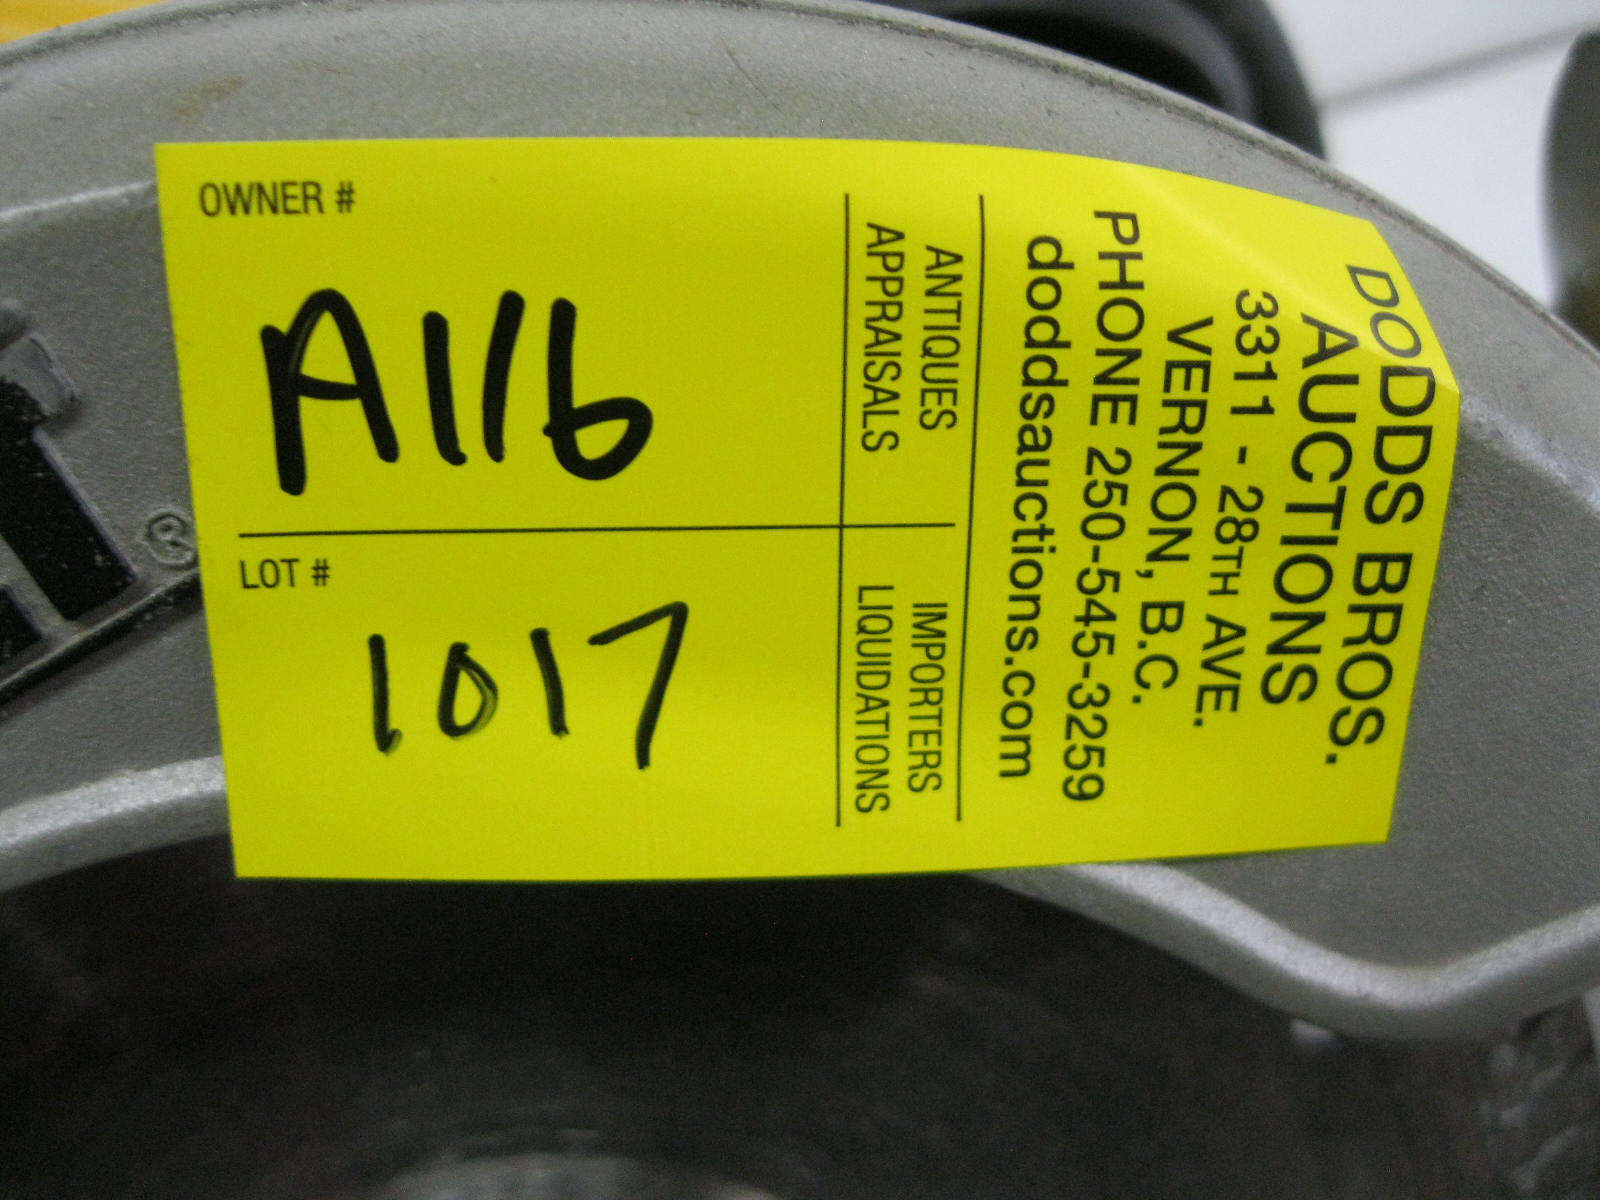 OWNER #
A116
LOT #
1017
ANTIQUES
APPRAISALS
IMPORTERS
LIQUIDATIONS
DODDS BROS.
AUCTIONS
3311 - 28TH AVE.
VERNON, B.C.
PHONE 250-545-3259
doddsauctions.com